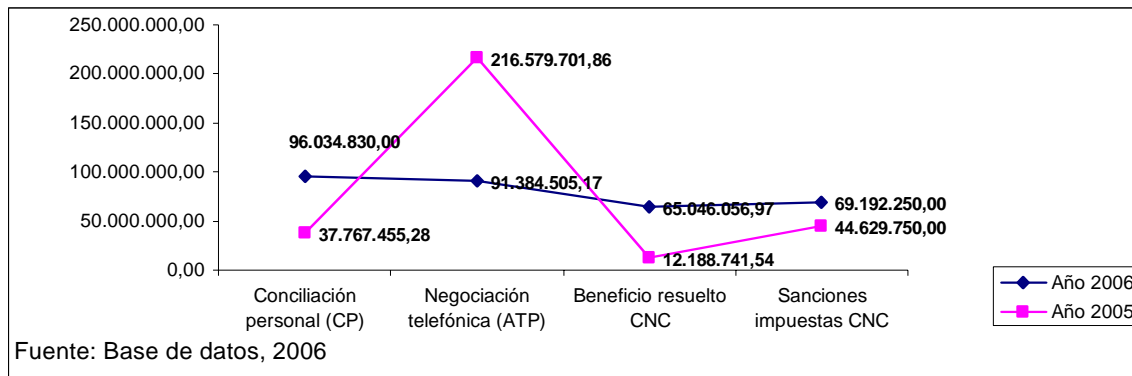 250.000.000,00
200.000.000,00
150.000.000,00
100.000.000,00
50.000.000,00
0,00
216.579.701,86
96.034.830,00
91.384.505,17
65.046.056,97
69.192.250,00
44.629.750,00
37.767.455,28
12.188.741,54
Conciliación
personal (CP)
Negociación
telefónica (ATP)
Beneficio resuelto
CNC
Sanciones
impuestas CNC
Año 2006
Año 2005
Fuente: Base de datos, 2006